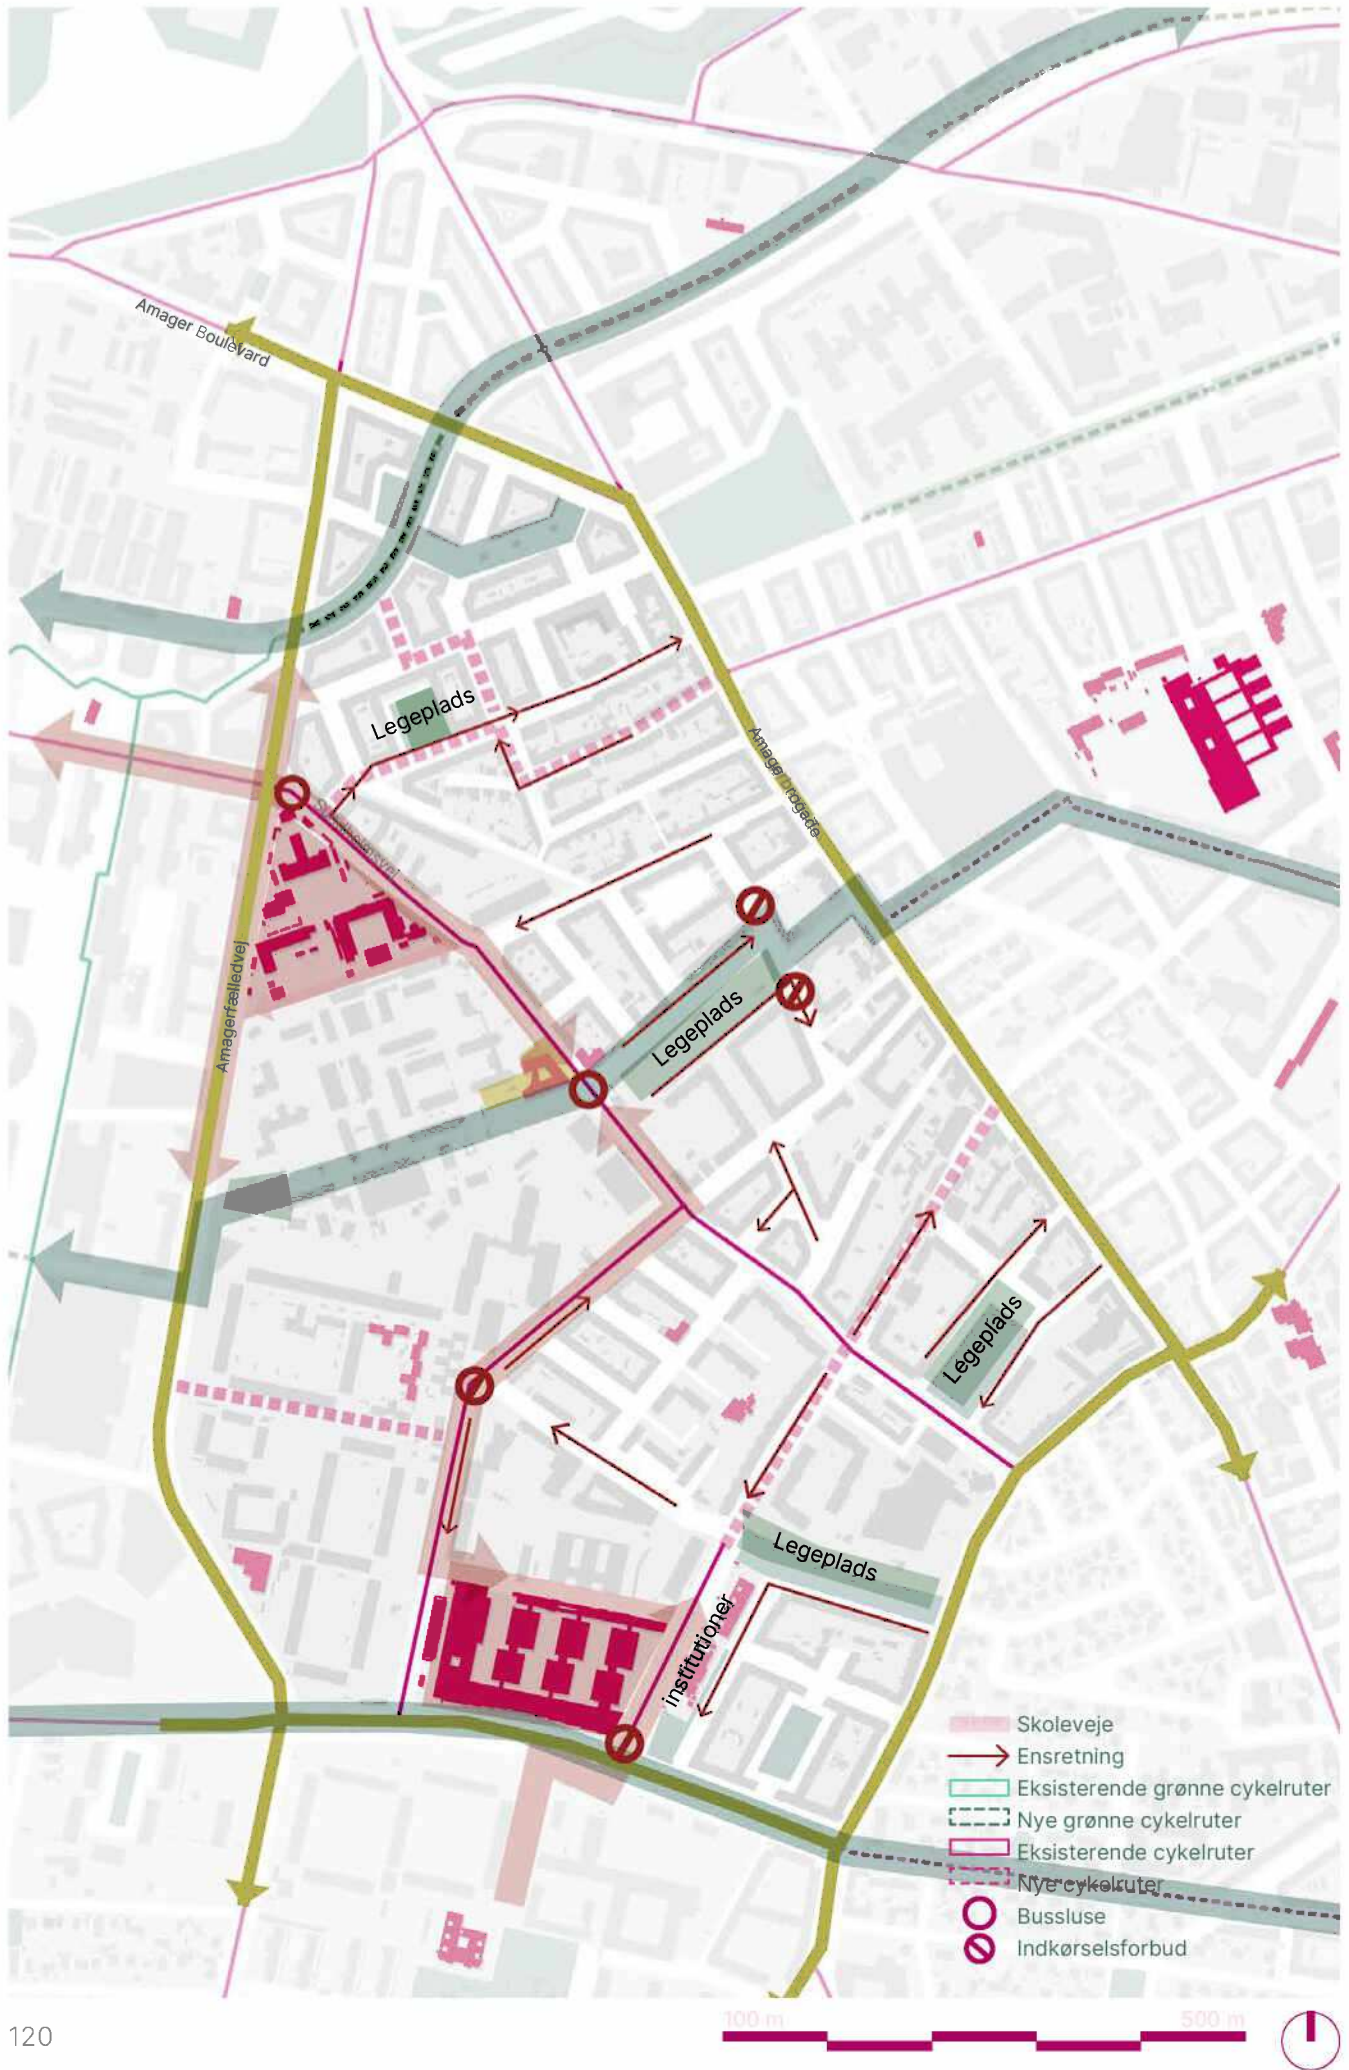 Amager Boulevard
Legeplads
Amagerbrogade
Amagerfælledvej
Legeplads
Legeplads
Legeplads
institutioner
Skoleveje
Ensretning
Eksisterende grønne cykelruter
Nye grønne cykelruter
Eksisterende cykelruter
Nye cykelruter
Bussluse
Indkørselsforbud
100 m
500 m
120